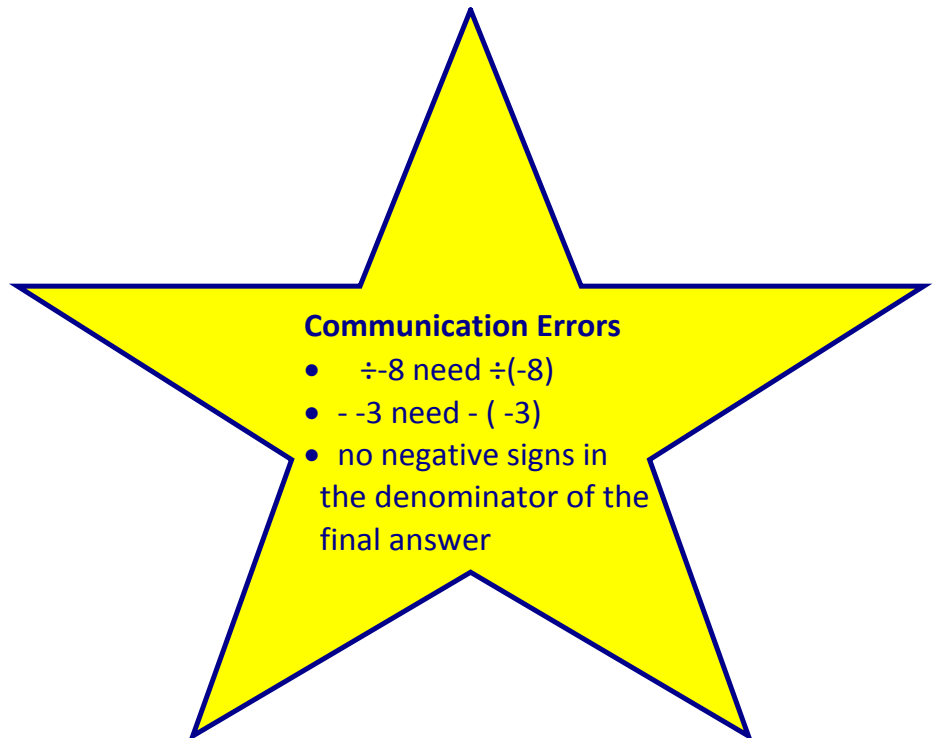 Communication Errors
• ÷-8 need ÷(-8)
• - -3 need - ( -3)
• no negative signs in
the denominator of the
final answer